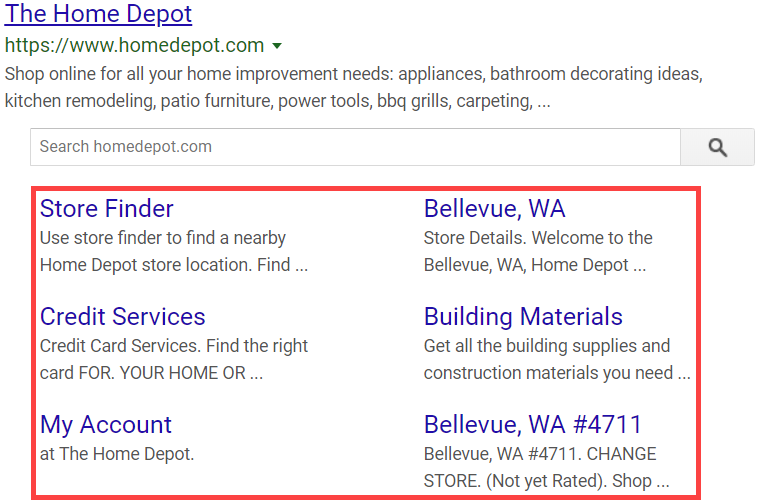 The Home Depot
https://www.homedepot.com
Shop online for all your home improvement needs: appliances, bathroom decorating ideas,
kitchen remodeling, patio furniture, power tools, bbq grills, carpeting, ...
Search homedepot.com
Store Finder
Use store finder to find a nearby
Home Depot store location. Find ...
Bellevue, WA
Store Details. Welcome to the
Bellevue, WA, Home Depot ...
Credit Services
Credit Card Services. Find the right
card FOR. YOUR HOME OR ...
Building Materials
Get all the building supplies and
construction materials you need ...
My Account
at The Home Depot.
Bellevue, WA #4711
Bellevue, WA #4711. CHANGE
STORE. (Not yet Rated). Shop ...